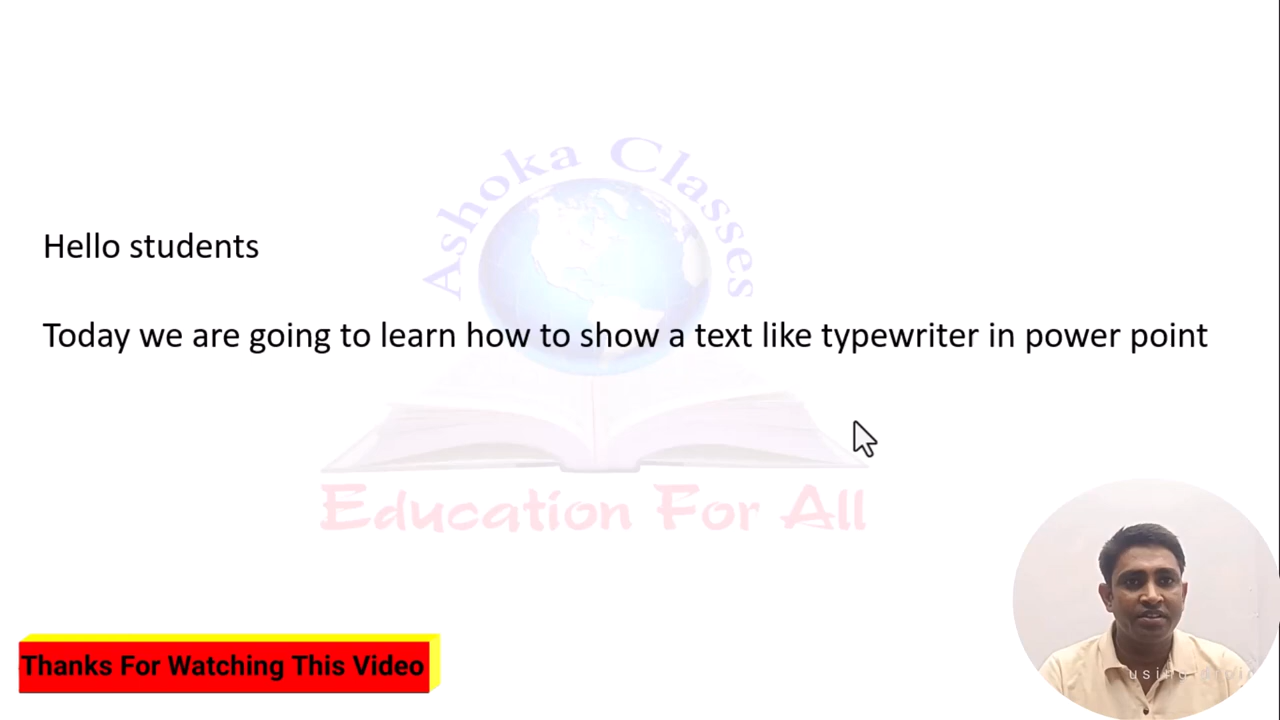 Ashoka Classes
Hello students
Today we are going to learn how to show a text like typewriter in power point
Education For All
Thanks For Watching This Video
using